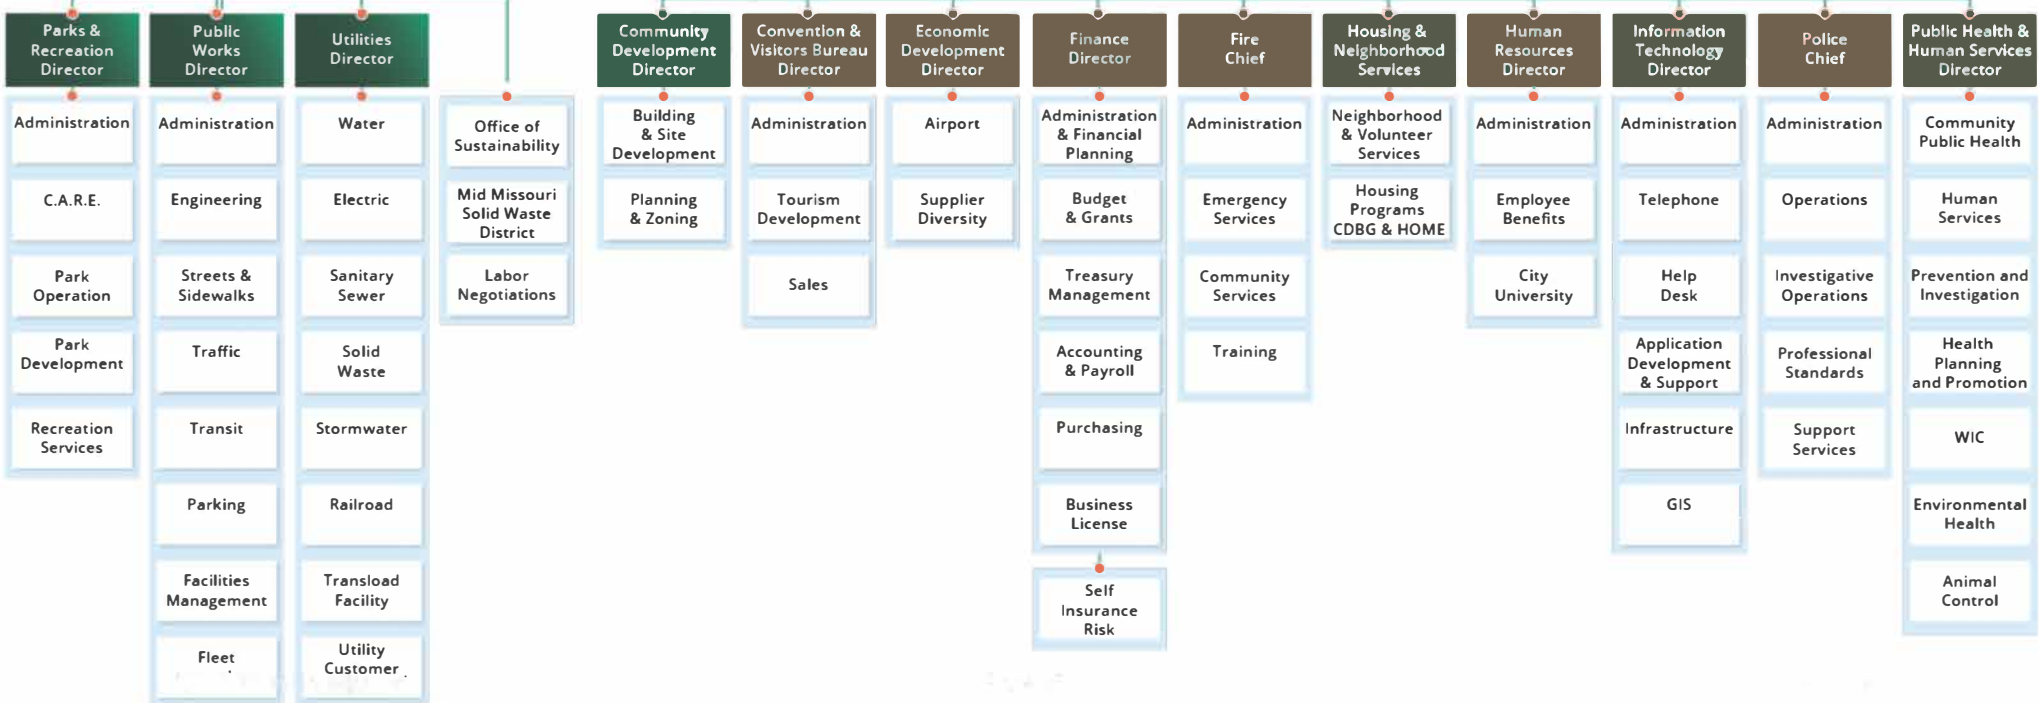 Parks &
Recreation
Director
Administration
C.A.R.E.
Park
Operation
Park
Development
Recreation
Services
Public
Works
Director
Administration
Engineering
Streets &
Sidewalks
Traffic
Transit
Parking
Facilities
Management
Fleet
Utilities
Director
Water
Electric
Sanitary
Sewer
Solid
Waste
Stormwater
Railroad
Transload
Facility
Utility
Customer
Office of
Sustainability
Mid Missouri
Solid Waste
District
Labor
Negotiations
Community
Development
Director
Building
& Site
Development
Planning
& Zoning
Convention &
Visitors Bureau
Director
Administration
Tourism
Development
Sales
Economic
Development
Director
Airport
Supplier
Diversity
Finance
Director
Administration
& Financial
Planning
Budget
& Grants
Treasury
Management
Accounting
& Payroll
Purchasing
Business
License
Self
Insurance
Risk
Fire
Chief
Administration
Emergency
Services
Community
Services
Training
Housing &
Neighborhood
Services
Neighborhood
& Volunteer
Services
Housing
Programs
CDBG & HOME
Human
Resources
Director
Administration
Employee
Benefits
City
University
Information
Technology
Director
Administration
Telephone
Help
Desk
Application
Development
& Support
Infrastructure
GIS
Police
Chief
Administration
Operations
Investigative
Operations
Professional
Standards
Support
Services
Public Health &
Human Services
Director
Community
Public Health
Human
Services
Prevention and
Investigation
Health
Planning
and Promotion
WIC
Environmental
Health
Animal
Control